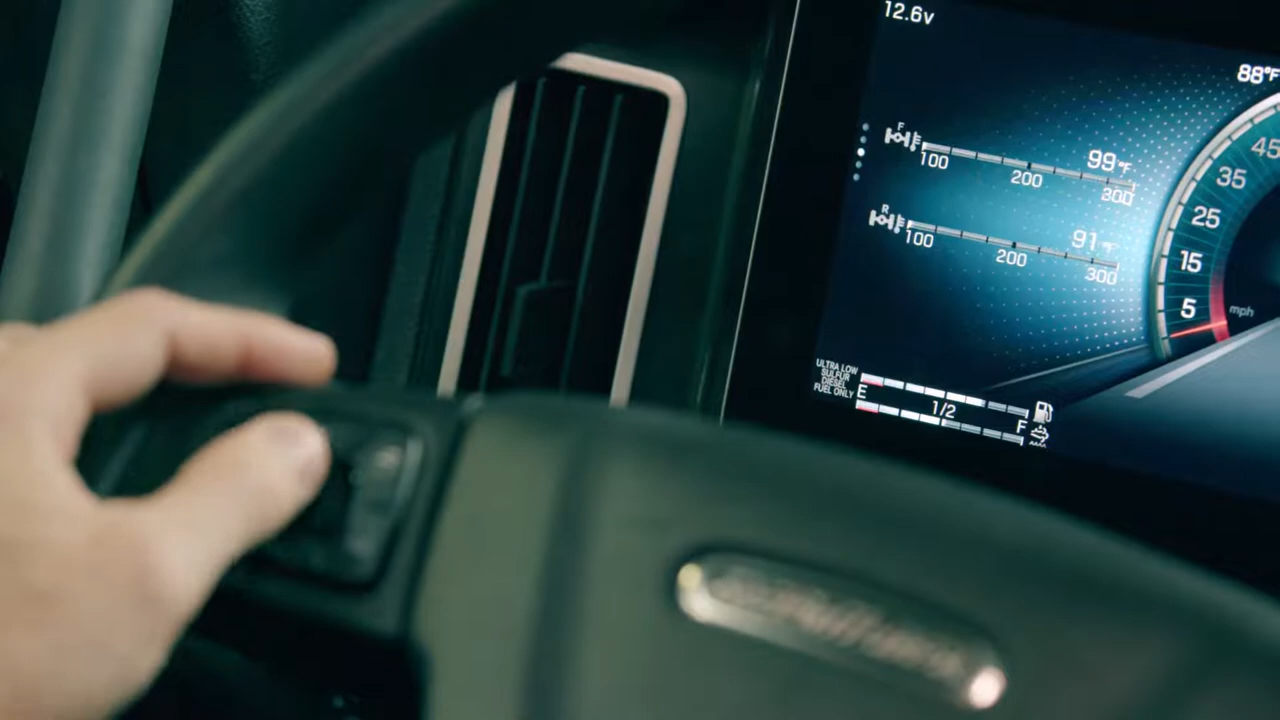 12.6v
88°F
F
99°F
100
200
300
R
91°F
100
200
300
45
35
25
15
5
mph
ULTRA LOW
SULFUR
DIESEL
FUEL ONLY
E
1/2
F